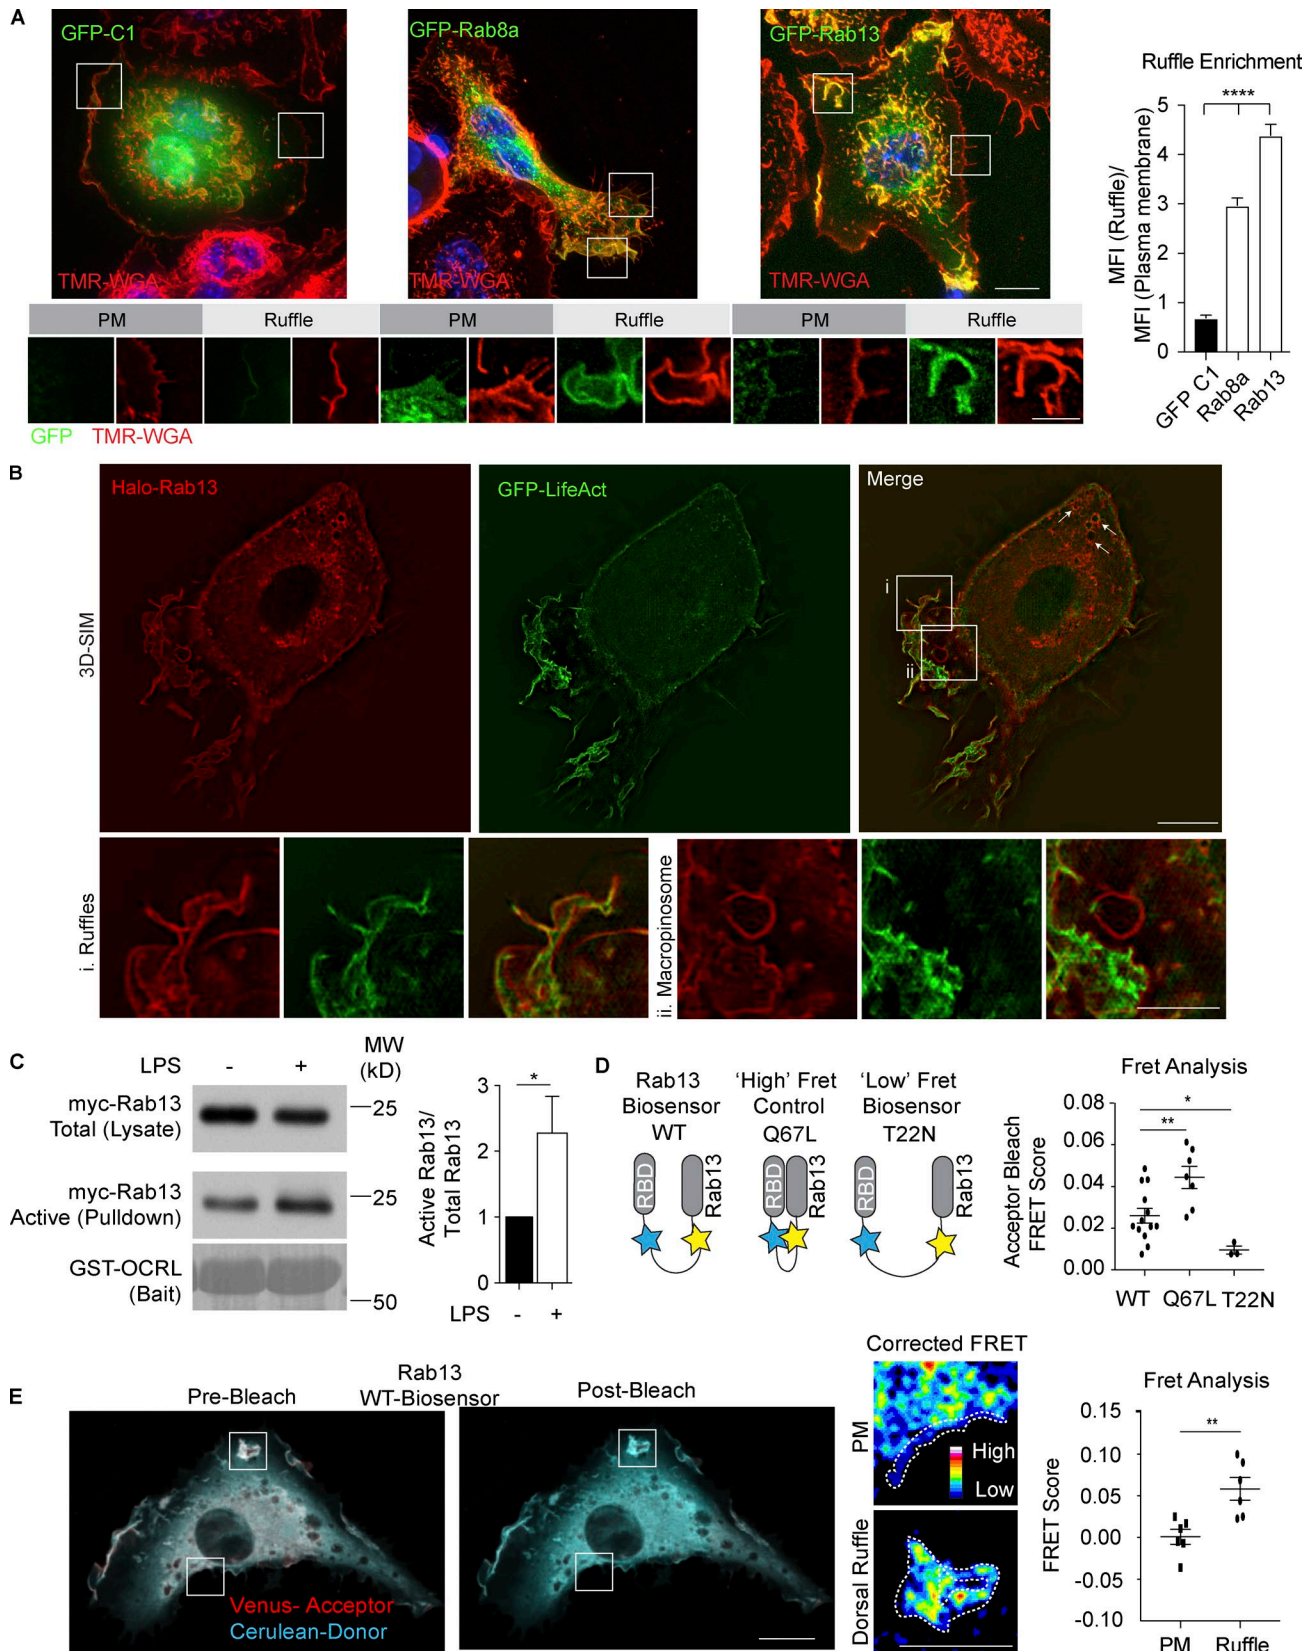 A
GFP-C1
TMR-WGA
GFP-Rab8a
TMR-WGA
GFP-Rab13
TMR-WGA
PM Ruffle PM Ruffle PM Ruffle
GFP TMR-WGA
Ruffle Enrichment
MFI (Ruffle)/
MFI (Plasma membrane)
5
4
3
2
1
0
****
GFP C1
Rab8a
Rab13
B
3D-SIM
Halo-Rab13
GFP-LifeAct
Merge
i
ii
i. Ruffles
ii. Macropinosome
C
LPS - +
MW
(kD)
myc-Rab13
Total (Lysate)
25
myc-Rab13
Active (Pulldown)
25
GST-OCRL
(Bait)
50
Active Rab13/
Total Rab13
3
2
1
0
*
LPS - +
D
Rab13
Biosensor
WT
RBD
Rab13
'High' Fret
Control
Q67L
RBD
Rab13
'Low' Fret
Biosensor
T22N
RBD
Rab13
Fret Analysis
Acceptor Bleach
FRET Score
0.08
0.06
0.04
0.02
0.00
*
**
WT Q67L T22N
E
Pre-Bleach
Rab13
WT-Biosensor
Post-Bleach
Venus- Acceptor
Cerulean-Donor
Corrected FRET
PM
High
Low
Dorsal Ruffle
Fret Analysis
FRET Score
0.15
0.10
0.05
0.00
-0.05
-0.10
**
PM Ruffle